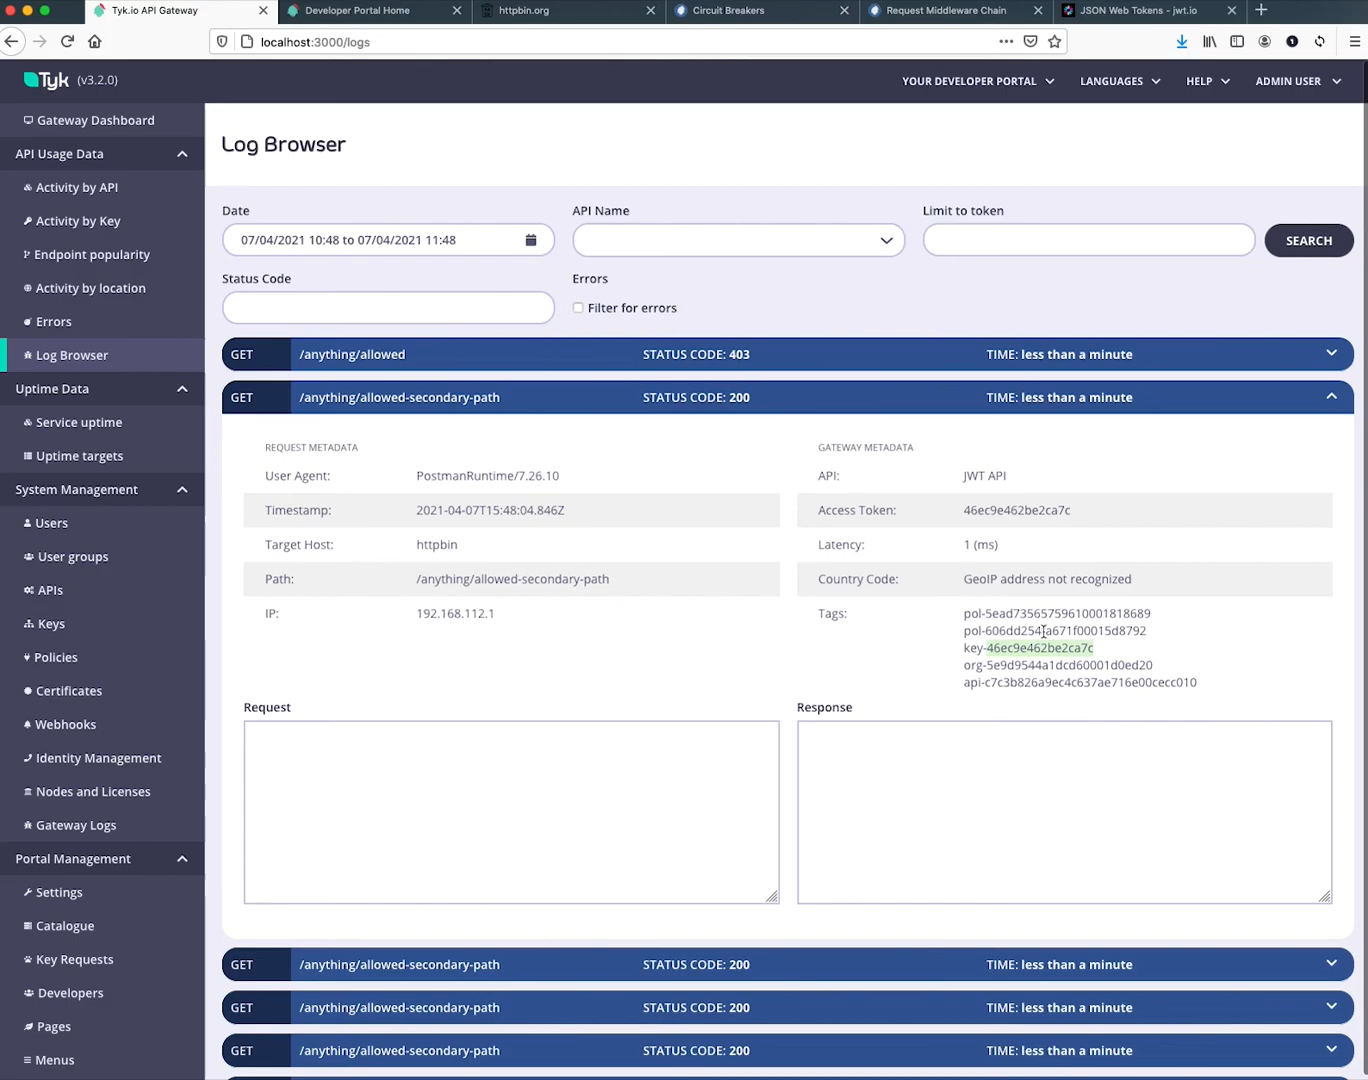 Tyk.io API Gateway
Developer Portal Home
httpbin.org
Circuit Breakers
Request Middleware Chain
JSON Web Tokens - jwt.io
localhost:3000/logs
Tyk (v3.2.0)
YOUR DEVELOPER PORTAL
LANGUAGES
HELP
ADMIN USER
Gateway Dashboard
API Usage Data
Activity by API
Activity by Key
Endpoint popularity
Activity by location
Errors
Log Browser
Uptime Data
Service uptime
Uptime targets
System Management
Users
User groups
APIs
Keys
Policies
Certificates
Webhooks
Identity Management
Nodes and Licenses
Gateway Logs
Portal Management
Settings
Catalogue
Key Requests
Developers
Pages
Menus
Log Browser
Date
API Name
Limit to token
07/04/2021 10:48 to 07/04/2021 11:48
SEARCH
Status Code
Errors
Filter for errors
GET /anything/allowed STATUS CODE: 403 TIME: less than a minute
GET /anything/allowed-secondary-path STATUS CODE: 200 TIME: less than a minute
REQUEST METADATA
User Agent: PostmanRuntime/7.26.10
Timestamp: 2021-04-07T15:48:04.846Z
Target Host: httpbin
Path: /anything/allowed-secondary-path
IP: 192.168.112.1
GATEWAY METADATA
API: JWT API
Access Token: 46ec9e462be2ca7c
Latency: 1 (ms)
Country Code: GeoIP address not recognized
Tags: pol-5ead73565759610001818689
key-46ec9e462be2ca7c
org-5e9d9544a1dcd60001d0ed20
api-c7c3b826a9ec4c637ae716e00cecc010
Request
Response
GET /anything/allowed-secondary-path STATUS CODE: 200 TIME: less than a minute
GET /anything/allowed-secondary-path STATUS CODE: 200 TIME: less than a minute
GET /anything/allowed-secondary-path STATUS CODE: 200 TIME: less than a minute